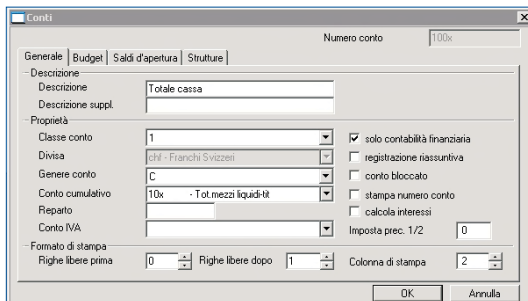 Conti
Numero conto 100x
Generale Budget Saldi d'apertura Strutture
Descrizione
Descrizione Totale cassa
Descrizione suppl.
Proprietà
Classe conto 1 solo contabilità finanziaria
Divisa chf - Franchi Svizzeri registrazione riassuntiva
Genere conto C conto bloccato
Conto cumulativo 10x - Tot.mezzi liquidi-tit stampa numero conto
Reparto calcola interessi
Conto IVA Imposta prec. 1/2 0
Formato di stampa
Righe libere prima 0 Righe libere dopo 1 Colonna di stampa 2
OK Annulla